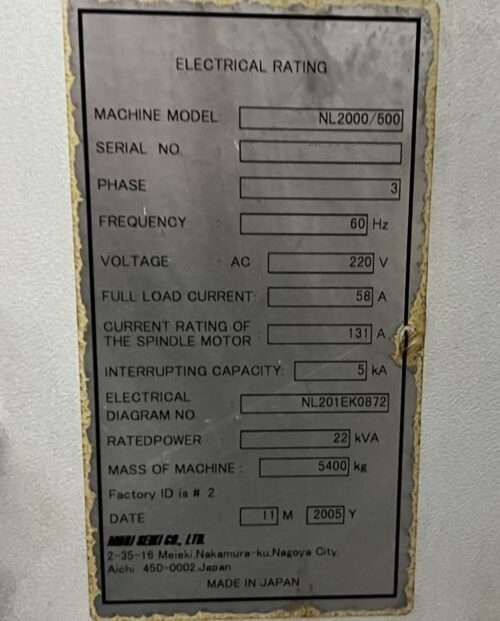 ELECTRICAL RATING
MACHINE MODEL NL2000/500
SERIAL NO. :
PHASE : 3
FREQUENCY : 60 Hz
VOLTAGE : AC 220 V
FULL LOAD CURRENT: 58 A
CURRENT RATING OF
THE SPINDLE MOTOR : 131 A
INTERRUPTING CAPACITY: 5 kA
ELECTRICAL
DIAGRAM NO. : NL201EK0872
RATEDPOWER : 22 kVA
MASS OF MACHINE : 5400 kg
Factory ID is # 2
DATE : 11 M 2005 Y
MORI SEIKI CO., LTD.
2-35-16 Meieki,Nakamura-ku,Nagoya City.
Aichi 450-0002,Japan
MADE IN JAPAN